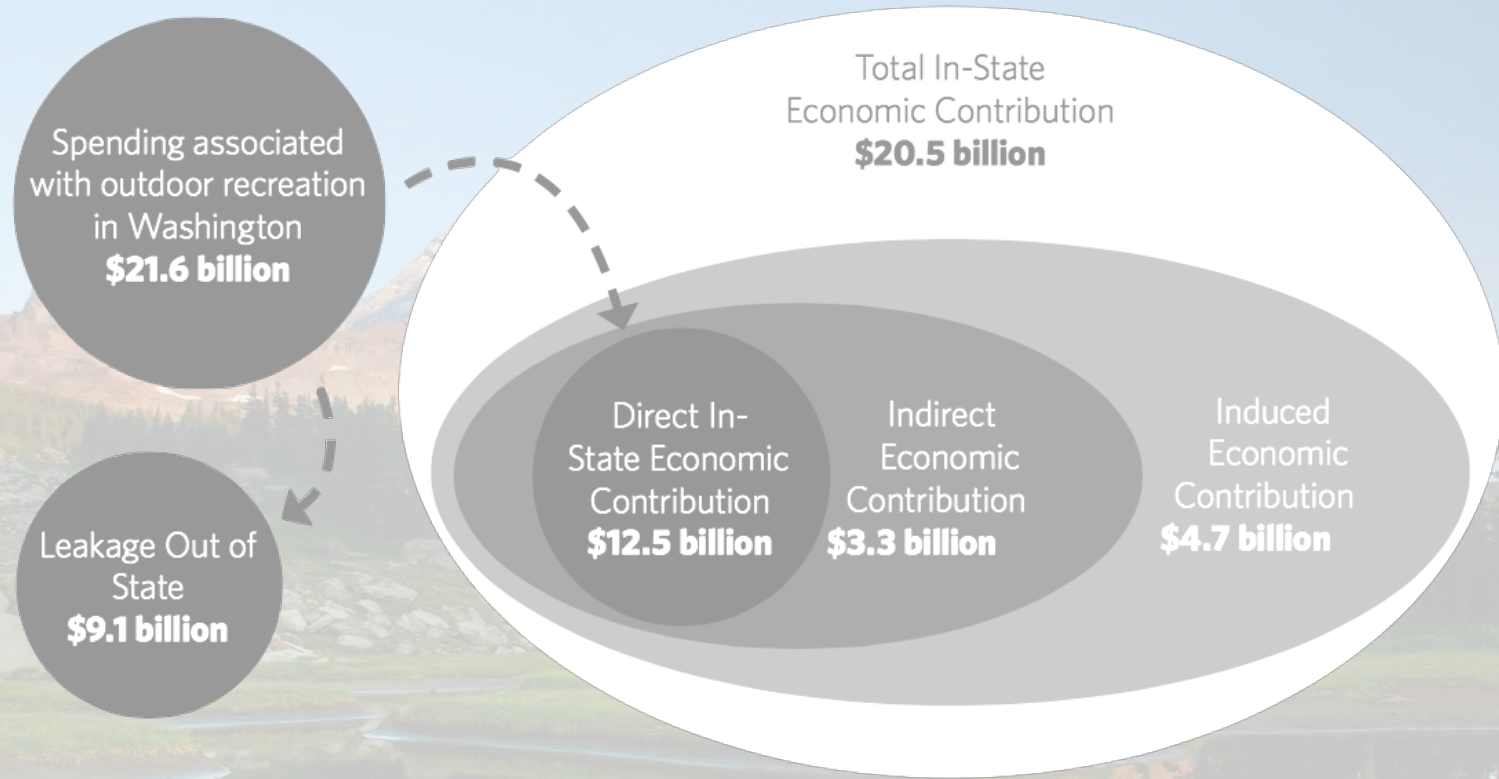 Spending associated
with outdoor recreation
in Washington
$21.6 billion
Leakage Out of
State
$9.1 billion
Total In-State
Economic Contribution
$20.5 billion
Direct In-
State Economic
Contribution
$12.5 billion
Indirect
Economic
Contribution
$3.3 billion
Induced
Economic
Contribution
$4.7 billion